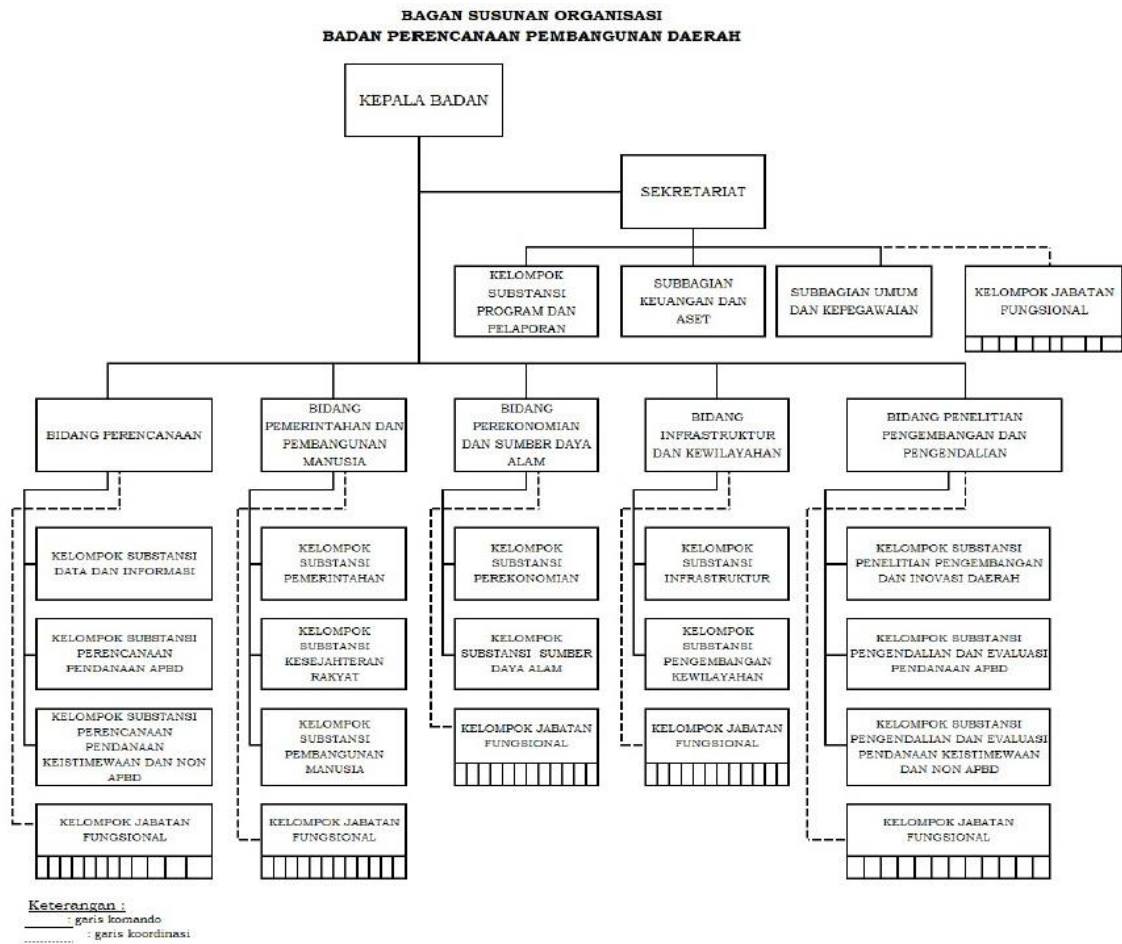 BAGAN SUSUNAN ORGANISASI
BADAN PERENCANAAN PEMBANGUNAN DAERAH
KEPALA BADAN
SEKRETARIAT
KELOMPOK
SUBSTANSI
PROGRAM DAN
PELAPORAN
SUBBAGIAN
KEUANGAN DAN
ASET
SUBBAGIAN UMUM
DAN KEPEGAWAIAN
KELOMPOK JABATAN
FUNGSIONAL
BIDANG PERENCANAAN
BIDANG
PEMERINTAHAN DAN
PEMBANGUNAN
MANUSIA
BIDANG
PEREKONOMIAN
DAN SUMBER DAYA
ALAM
BIDANG
INFRASTRUKTUR
DAN KEWILAYAHAN
BIDANG PENELITIAN
PENGEMBANGAN DAN
PENGENDALIAN
KELOMPOK SUBSTANSI
DATA DAN INFORMASI
KELOMPOK SUBSTANSI
PERENCANAAN
PENDANAAN APBD
KELOMPOK SUBSTANSI
PERENCANAAN
PENDANAAN
KEISTIMEWAAN DAN NON
APBD
KELOMPOK JABATAN
FUNGSIONAL
KELOMPOK
SUBSTANSI
PEMERINTAHAN
KELOMPOK
SUBSTANSI
KESEJAHTERAN
RAKYAT
KELOMPOK
SUBSTANSI
PEMBANGUNAN
MANUSIA
KELOMPOK JABATAN
FUNGSIONAL
KELOMPOK
SUBSTANSI
PEREKONOMIAN
KELOMPOK
SUBSTANSI SUMBER
DAYA ALAM
KELOMPOK JABATAN
FUNGSIONAL
KELOMPOK
SUBSTANSI
INFRASTRUKTUR
KELOMPOK
SUBSTANSI
PENGEMBANGAN
KEWILAYAHAN
KELOMPOK JABATAN
FUNGSIONAL
KELOMPOK SUBSTANSI
PENELITIAN PENGEMBANGAN
DAN INOVASI DAERAH
KELOMPOK SUBSTANSI
PENGENDALIAN DAN EVALUASI
PENDANAAN APBD
KELOMPOK SUBSTANSI
PENGENDALIAN DAN EVALUASI
PENDANAAN KEISTIMEWAAN
DAN NON APBD
KELOMPOK JABATAN
FUNGSIONAL
Keterangan :
: garis komando
: garis koordinasi